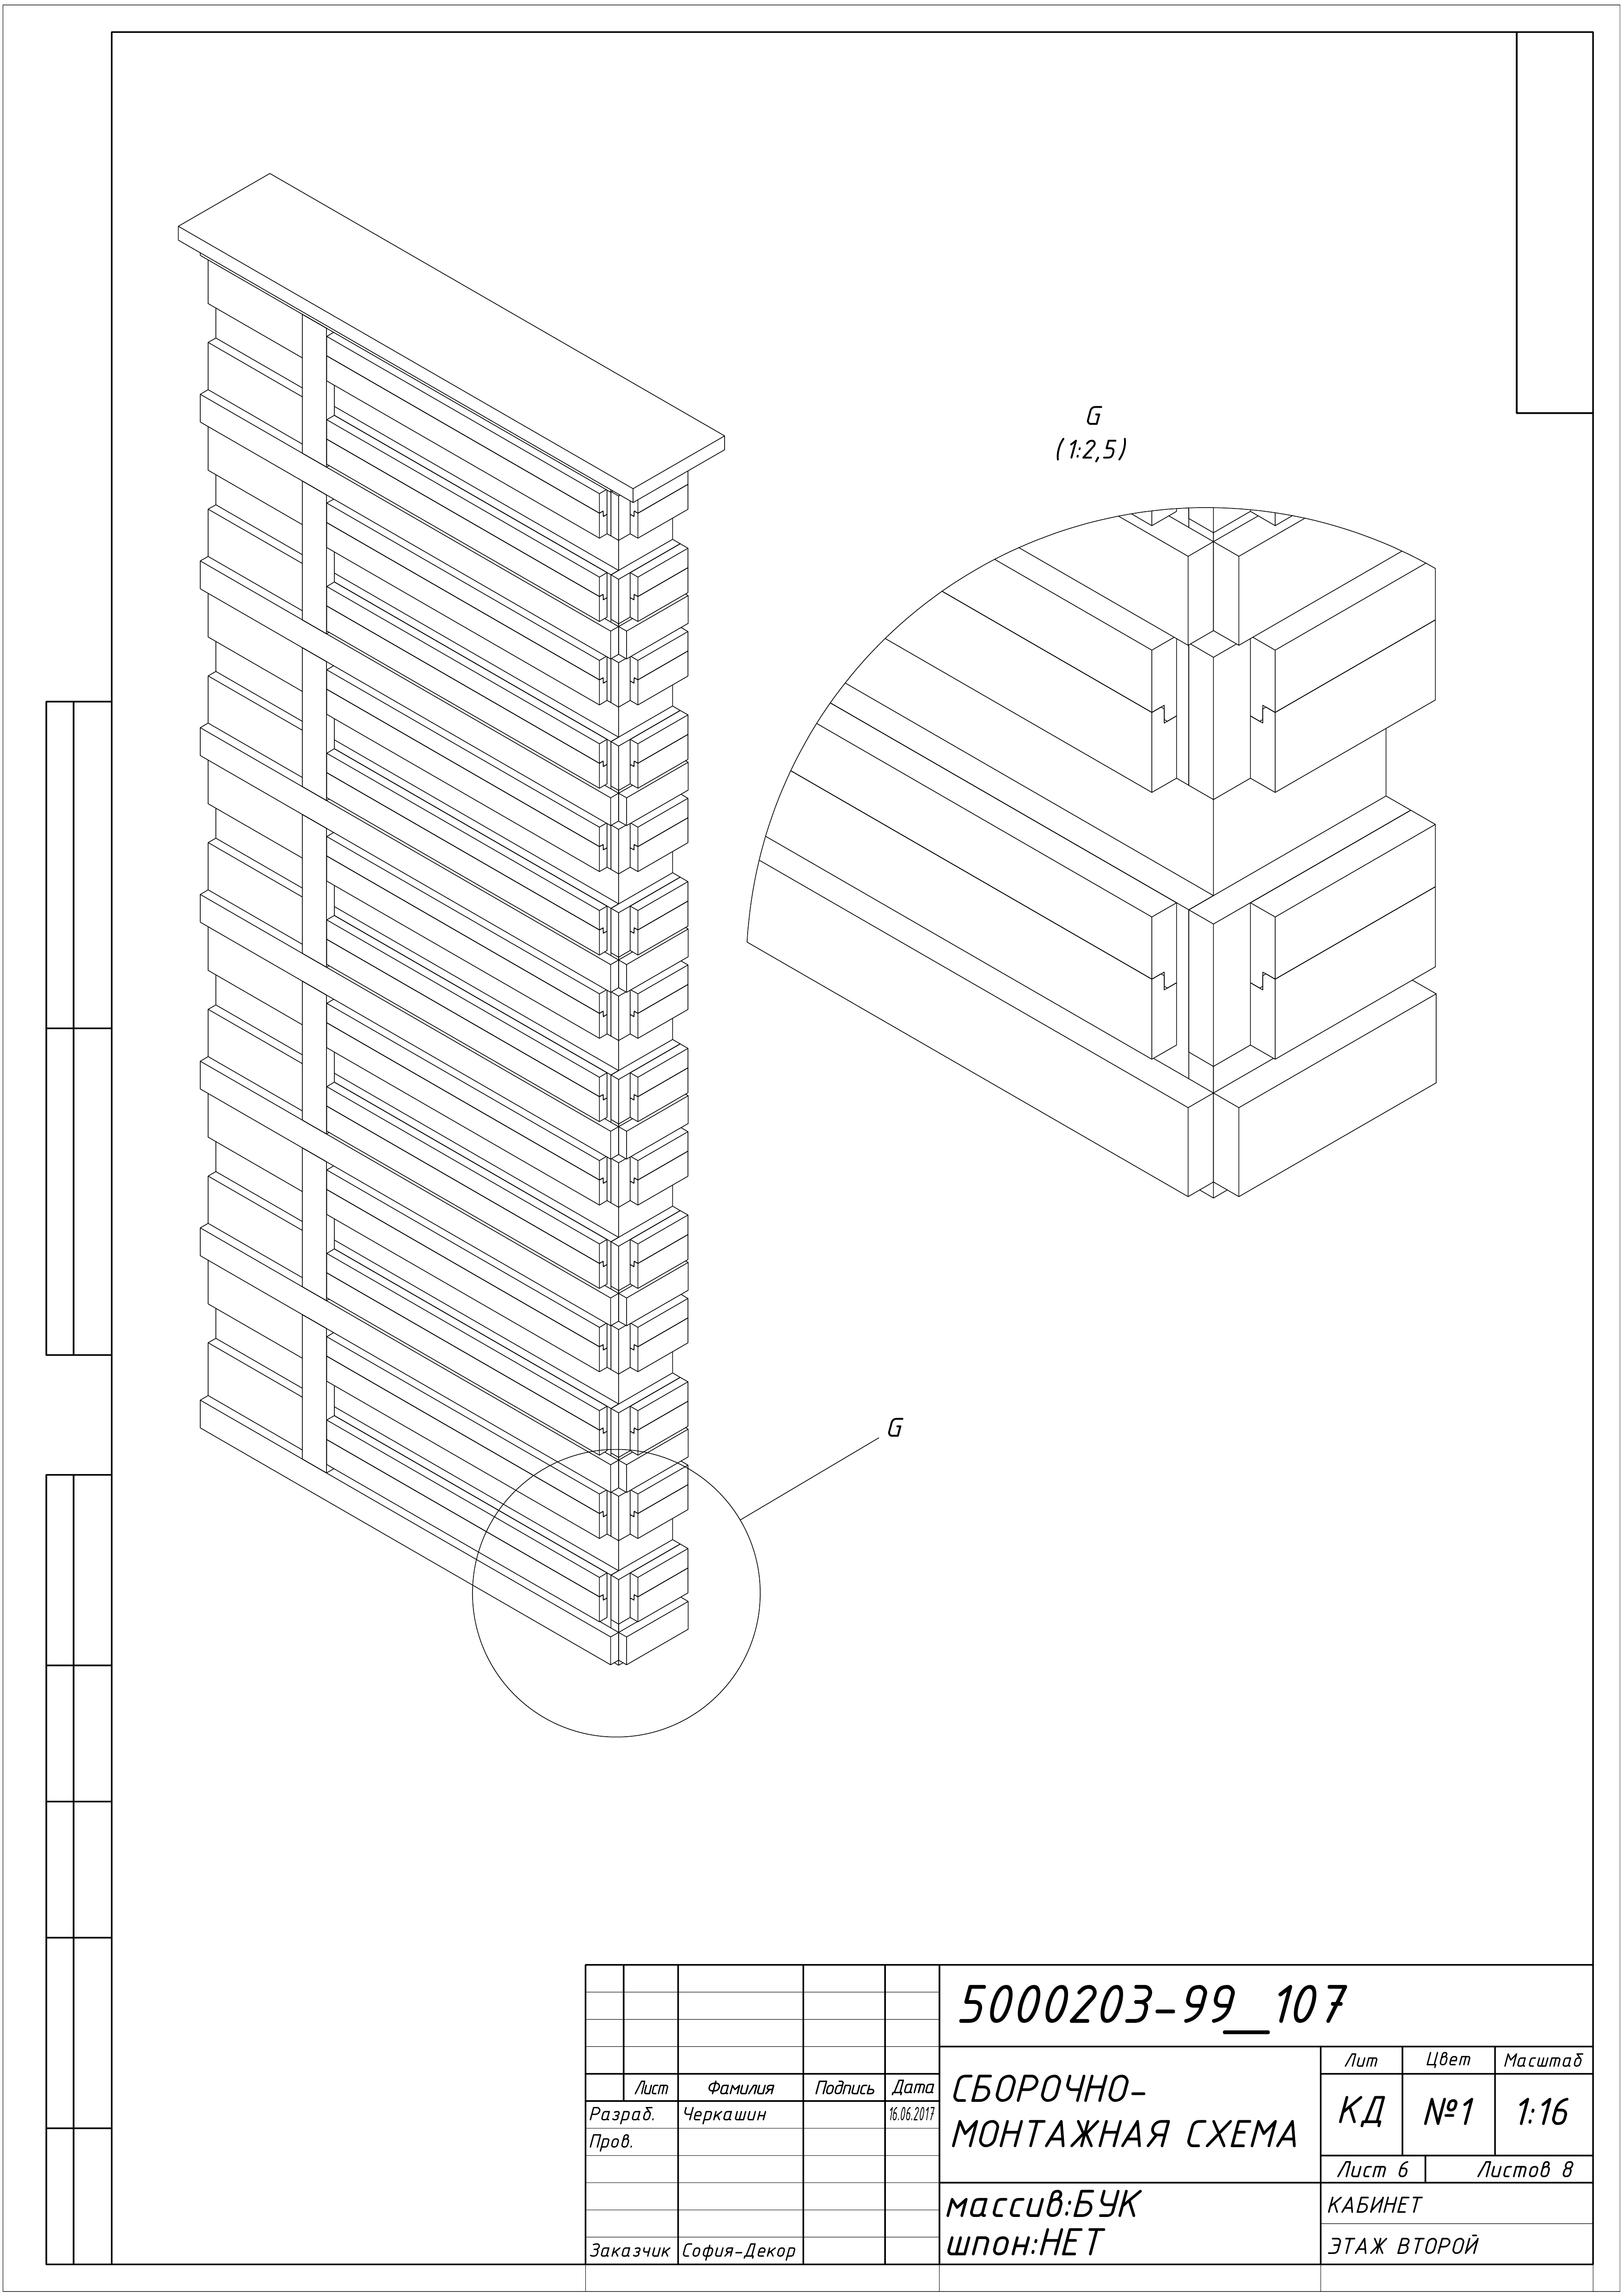 G
(1:2,5)
G
5000203-99__107
Лит Цвет Масштаб
Лист Фамилия Подпись Дата
СБОРОЧНО-
МОНТАЖНАЯ СХЕМА
КД №1 1:16
Разраб. Черкашин 16.06.2017
Пров.
Лист 6 Листов 8
массив:БУК
шпон:НЕТ
КАБИНЕТ
ЭТАЖ ВТОРОЙ
Заказчик София-Декор